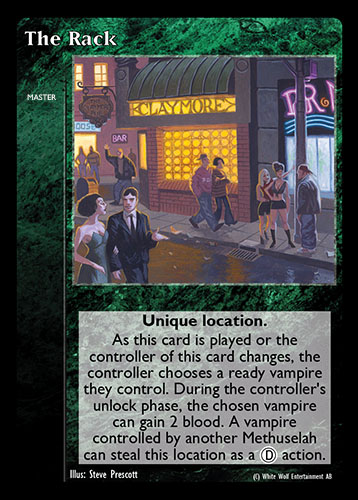 The Rack
MASTER
CLAYMORE
BAR
Unique location.
As this card is played or the
controller of this card changes, the
controller chooses a ready vampire
they control. During the controller's
unlock phase, the chosen vampire
can gain 2 blood. A vampire
controlled by another Methuselah
can steal this location as a Ⓓ action.
Illus: Steve Prescott
(C) White Wolf Entertainment AB